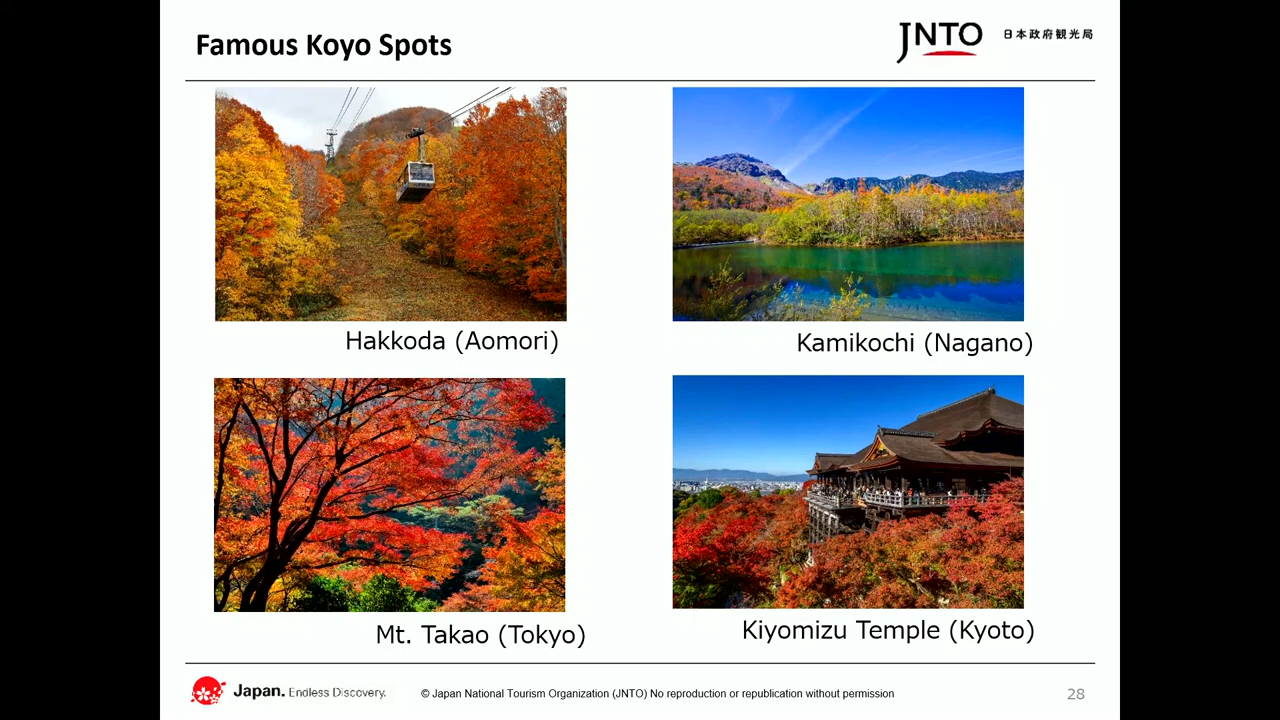 Famous Koyo Spots
JNTO 日本政府観光局
Hakkoda (Aomori)
Kamikochi (Nagano)
Mt. Takao (Tokyo)
Kiyomizu Temple (Kyoto)
Japan. Endless Discovery.
© Japan National Tourism Organization (JNTO) No reproduction or republication without permission
28